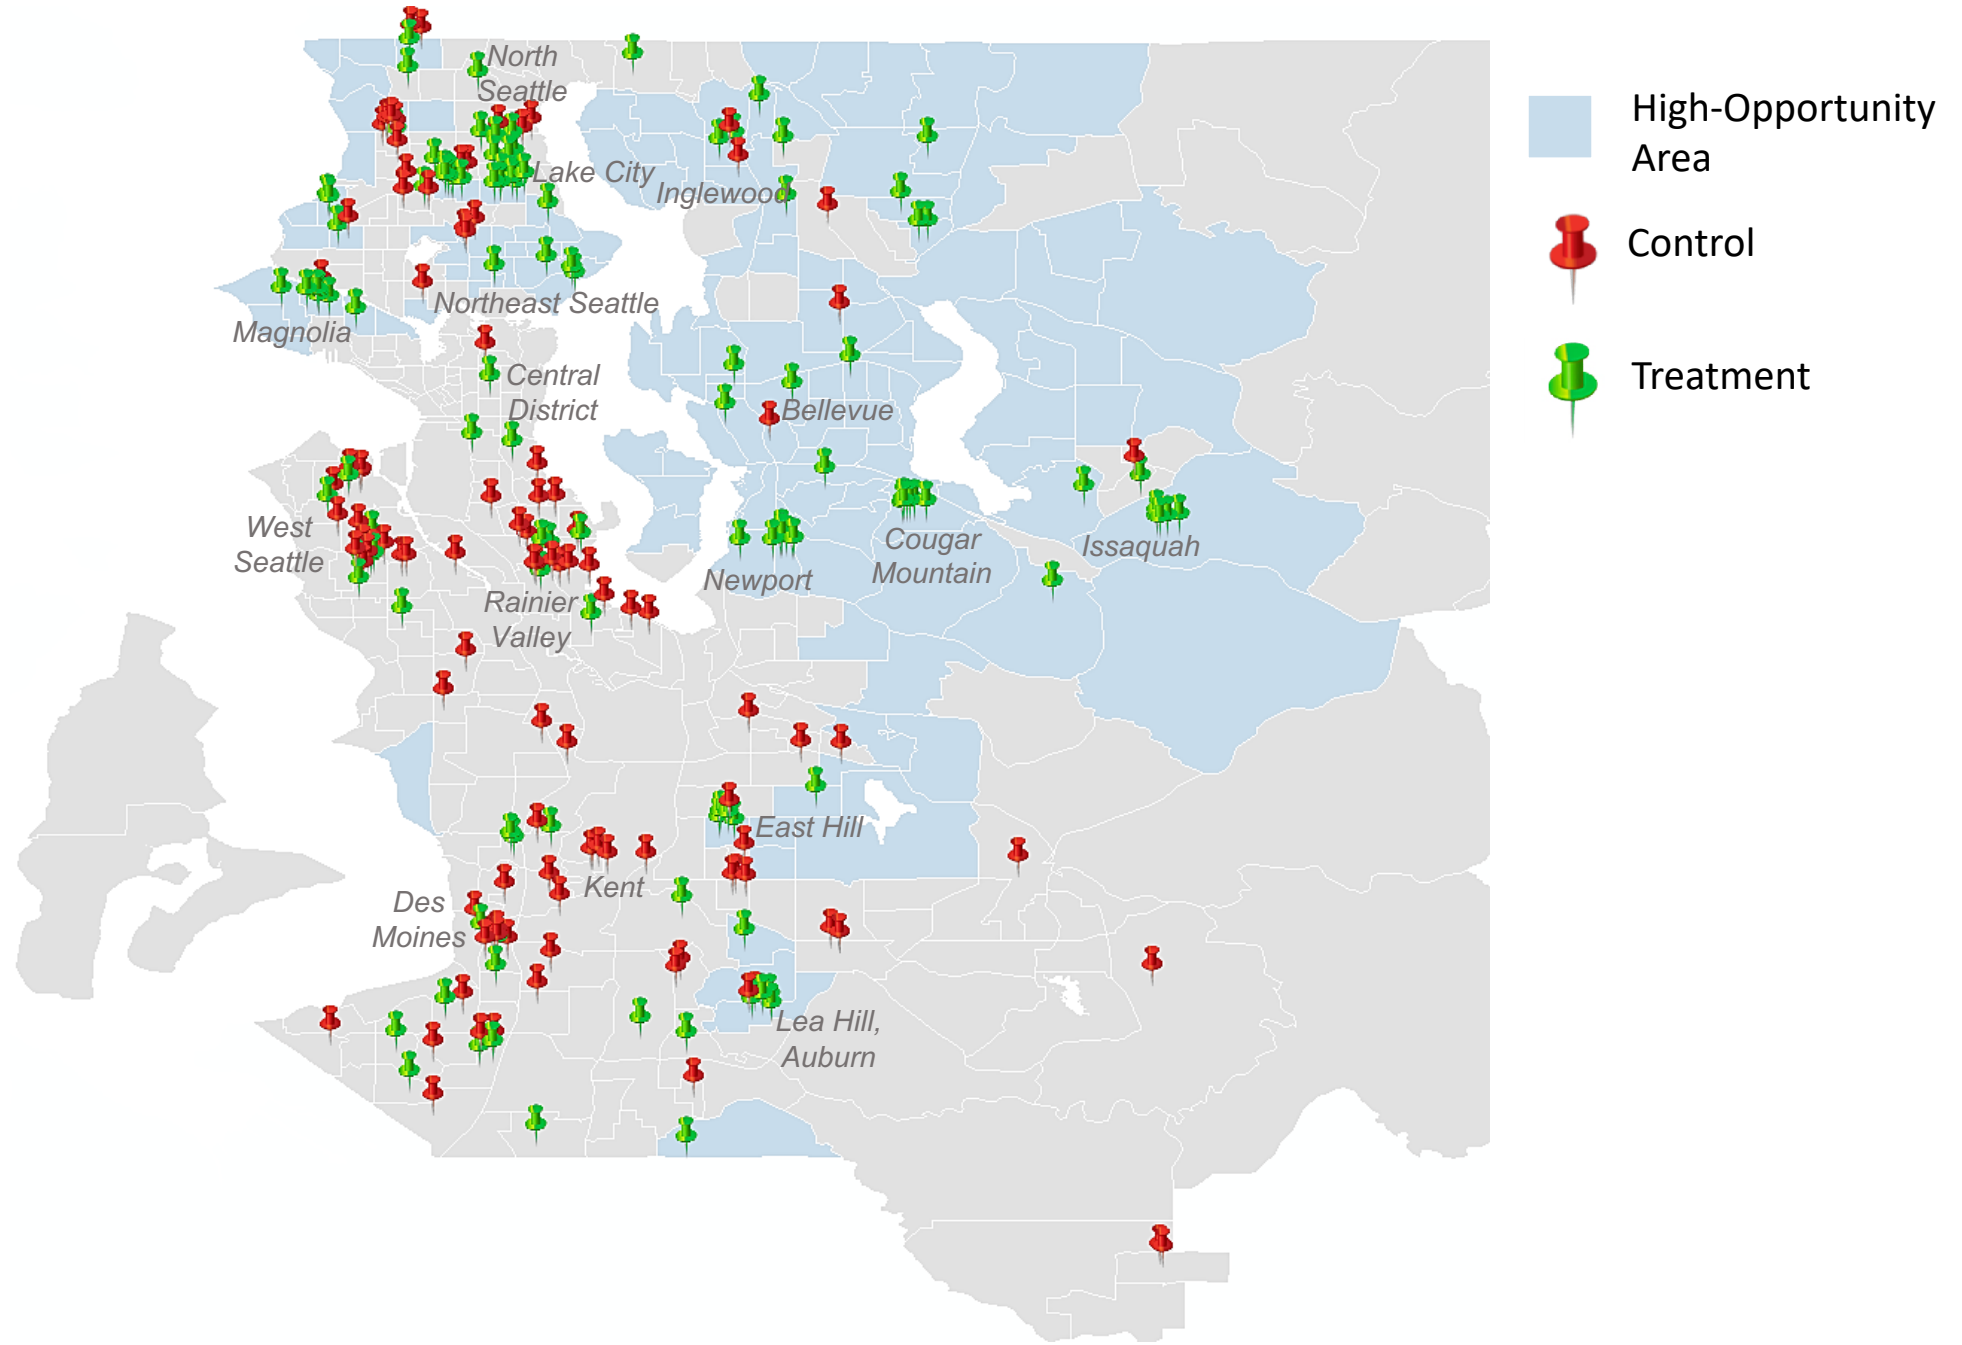 North
Seattle
Lake City
Inglewood
Northeast Seattle
Magnolia
Central
District
Bellevue
West
Seattle
Cougar
Mountain
Issaquah
Newport
Rainier
Valley
East Hill
Kent
Des
Moines
Lea Hill,
Auburn
High-Opportunity
Area
Control
Treatment